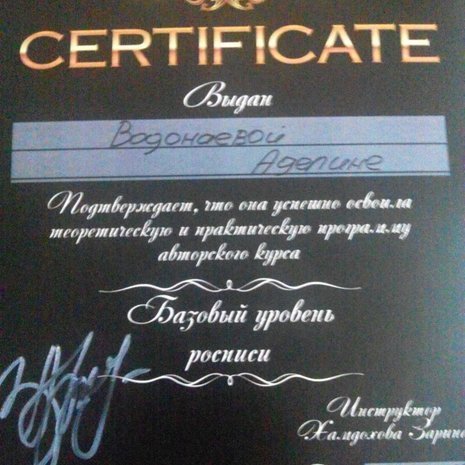 CERTIFICATE
Выдан
Водонаевой
Аделине
Подтверждает, что она успешно освоила
теоретическую и практическую программу
авторского курса
Базовый уровень
росписи
Инструктор
Хамдохова